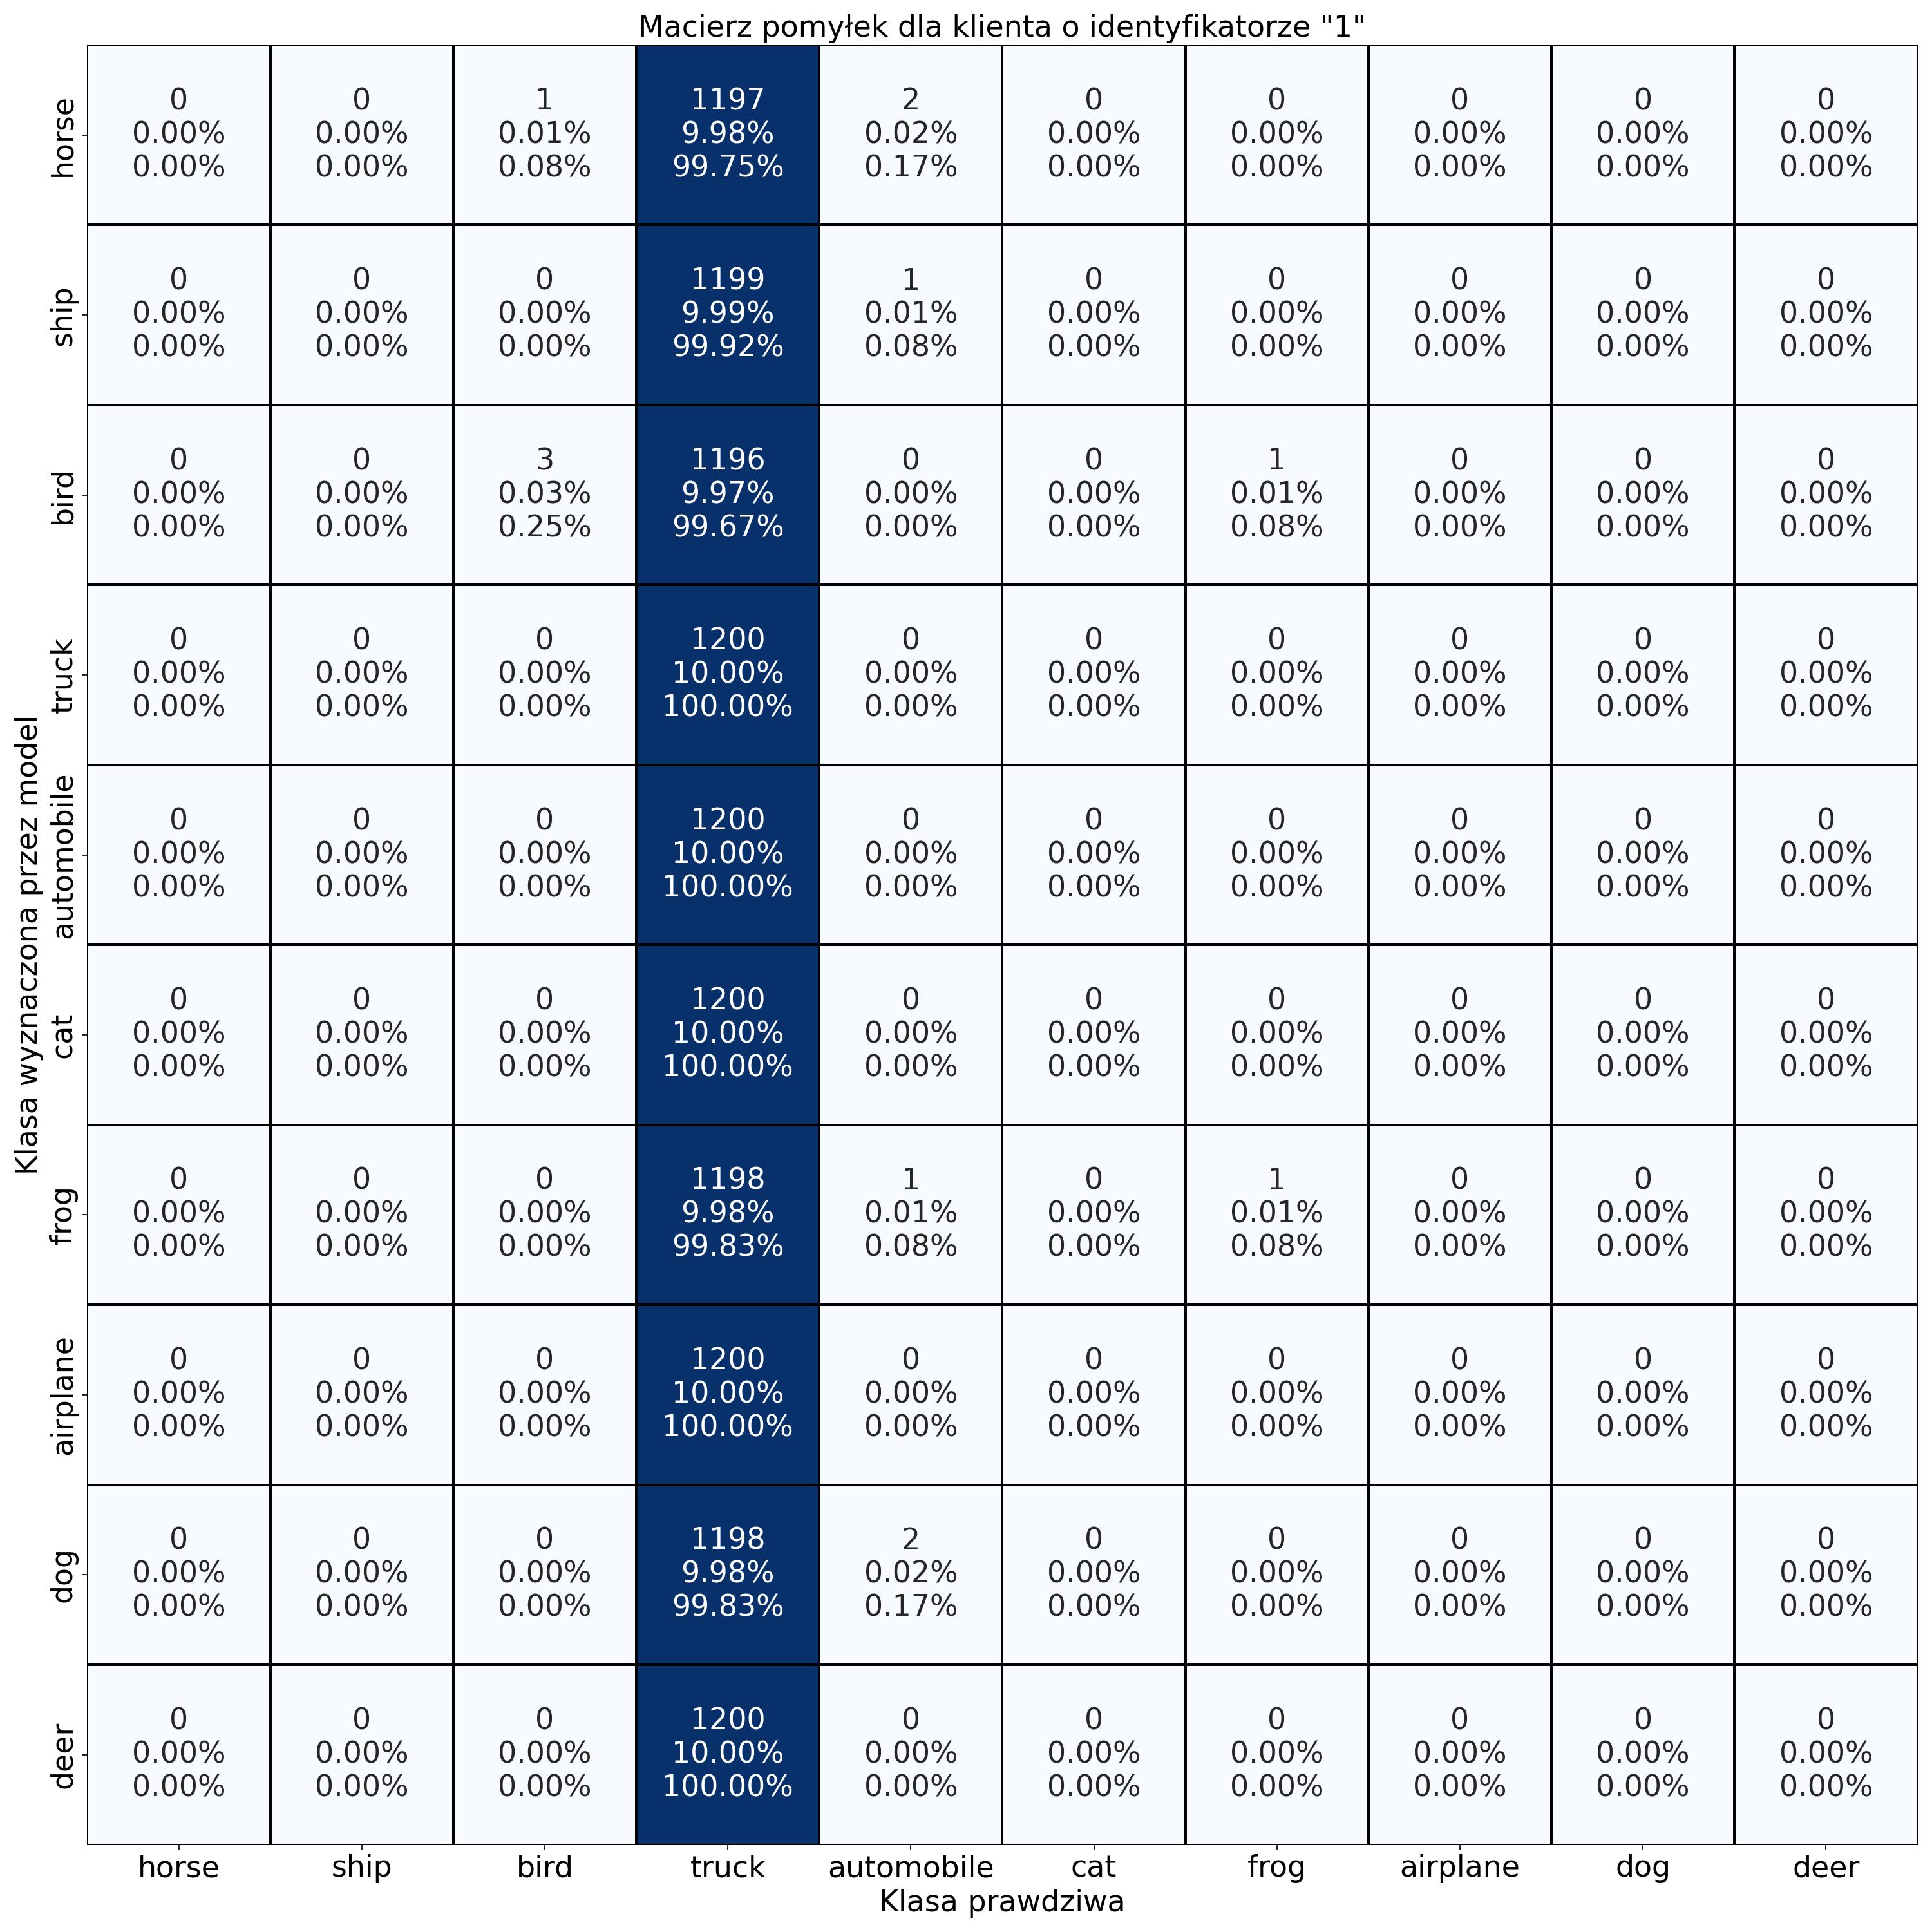 Macierz pomyłek dla klienta o identyfikatorze "1"
Klasa wyznaczona przez model
horse
0 0 1 1197 2 0 0 0 0 0
0.00% 0.00% 0.01% 9.98% 0.02% 0.00% 0.00% 0.00% 0.00% 0.00%
0.00% 0.00% 0.08% 99.75% 0.17% 0.00% 0.00% 0.00% 0.00% 0.00%
ship
0 0 0 1199 1 0 0 0 0 0
0.00% 0.00% 0.00% 9.99% 0.01% 0.00% 0.00% 0.00% 0.00% 0.00%
0.00% 0.00% 0.00% 99.92% 0.08% 0.00% 0.00% 0.00% 0.00% 0.00%
bird
0 0 3 1196 0 0 1 0 0 0
0.00% 0.00% 0.03% 9.97% 0.00% 0.00% 0.01% 0.00% 0.00% 0.00%
0.00% 0.00% 0.25% 99.67% 0.00% 0.00% 0.08% 0.00% 0.00% 0.00%
truck
0 0 0 1200 0 0 0 0 0 0
0.00% 0.00% 0.00% 10.00% 0.00% 0.00% 0.00% 0.00% 0.00% 0.00%
0.00% 0.00% 0.00% 100.00% 0.00% 0.00% 0.00% 0.00% 0.00% 0.00%
automobile
0 0 0 1200 0 0 0 0 0 0
0.00% 0.00% 0.00% 10.00% 0.00% 0.00% 0.00% 0.00% 0.00% 0.00%
0.00% 0.00% 0.00% 100.00% 0.00% 0.00% 0.00% 0.00% 0.00% 0.00%
cat
0 0 0 1200 0 0 0 0 0 0
0.00% 0.00% 0.00% 10.00% 0.00% 0.00% 0.00% 0.00% 0.00% 0.00%
0.00% 0.00% 0.00% 100.00% 0.00% 0.00% 0.00% 0.00% 0.00% 0.00%
frog
0 0 0 1198 1 0 1 0 0 0
0.00% 0.00% 0.00% 9.98% 0.01% 0.00% 0.01% 0.00% 0.00% 0.00%
0.00% 0.00% 0.00% 99.83% 0.08% 0.00% 0.08% 0.00% 0.00% 0.00%
airplane
0 0 0 1200 0 0 0 0 0 0
0.00% 0.00% 0.00% 10.00% 0.00% 0.00% 0.00% 0.00% 0.00% 0.00%
0.00% 0.00% 0.00% 100.00% 0.00% 0.00% 0.00% 0.00% 0.00% 0.00%
dog
0 0 0 1198 2 0 0 0 0 0
0.00% 0.00% 0.00% 9.98% 0.02% 0.00% 0.00% 0.00% 0.00% 0.00%
0.00% 0.00% 0.00% 99.83% 0.17% 0.00% 0.00% 0.00% 0.00% 0.00%
deer
0 0 0 1200 0 0 0 0 0 0
0.00% 0.00% 0.00% 10.00% 0.00% 0.00% 0.00% 0.00% 0.00% 0.00%
0.00% 0.00% 0.00% 100.00% 0.00% 0.00% 0.00% 0.00% 0.00% 0.00%
horse ship bird truck automobile cat frog airplane dog deer
Klasa prawdziwa